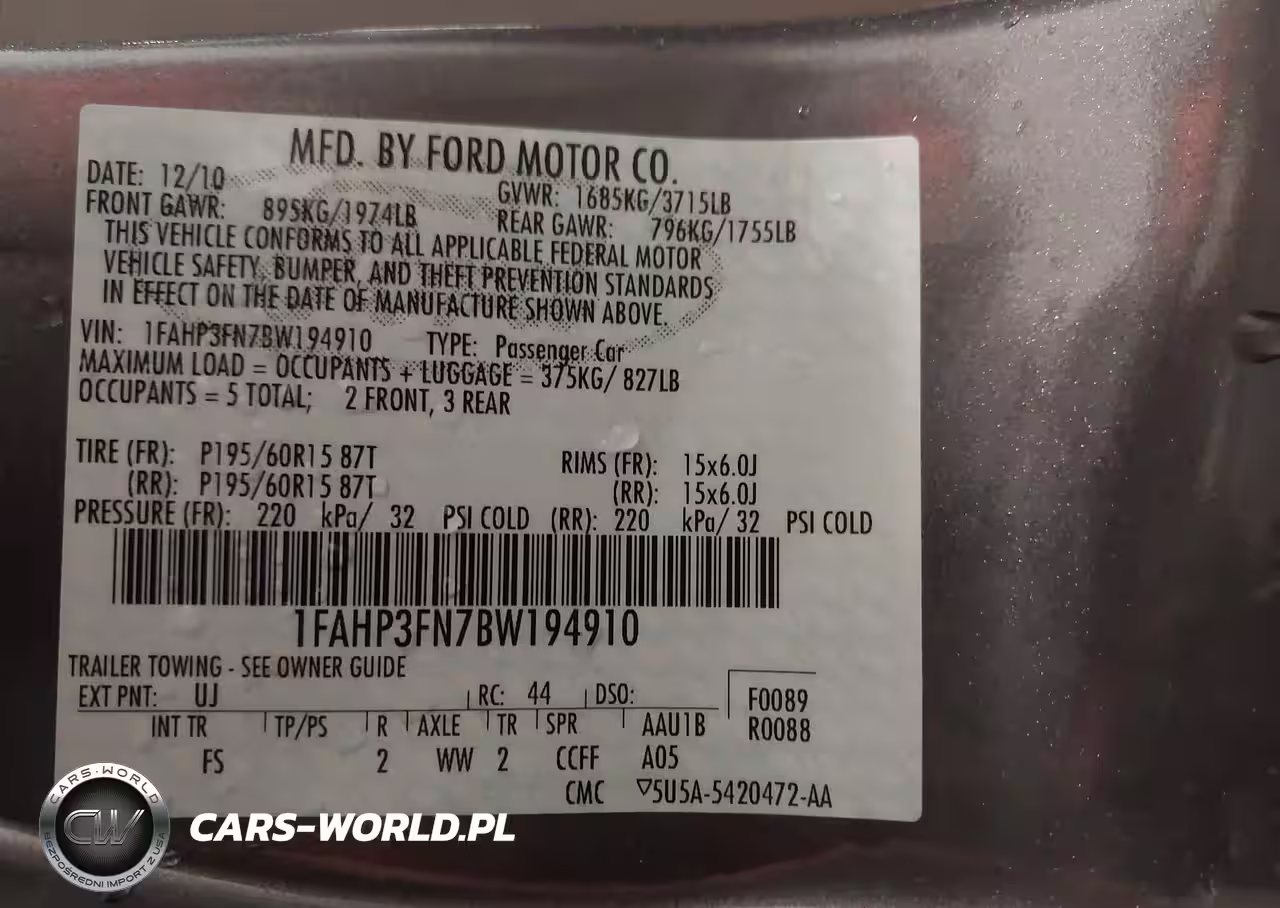 MFD. BY FORD MOTOR CO.
DATE: 12/10 GVWR: 1685KG/3715LB
FRONT GAWR: 895KG/1974LB REAR GAWR: 796KG/1755LB
THIS VEHICLE CONFORMS TO ALL APPLICABLE FEDERAL MOTOR
VEHICLE SAFETY, BUMPER, AND THEFT PREVENTION STANDARDS
IN EFFECT ON THE DATE OF MANUFACTURE SHOWN ABOVE.
VIN: 1FAHP3FN7BW194910 TYPE: Passenger Car
MAXIMUM LOAD = OCCUPANTS + LUGGAGE = 375KG/ 827LB
OCCUPANTS = 5 TOTAL; 2 FRONT, 3 REAR
TIRE (FR): P195/60R15 87T RIMS (FR): 15x6.0J
(RR): P195/60R15 87T (RR): 15x6.0J
PRESSURE (FR): 220 kPa/ 32 PSI COLD (RR): 220 kPa/ 32 PSI COLD
1FAHP3FN7BW194910
TRAILER TOWING - SEE OWNER GUIDE
EXT PNT: UJ RC: 44 DSO: F0089
INT TR TP/PS R AXLE TR SPR AAU1B R0088
FS 2 WW 2 CCFF A05
CMC ▽5U5A-5420472-AA
CARS-WORLD
CW
BEZPOŚREDNI IMPORT Z USA
CARS-WORLD.PL